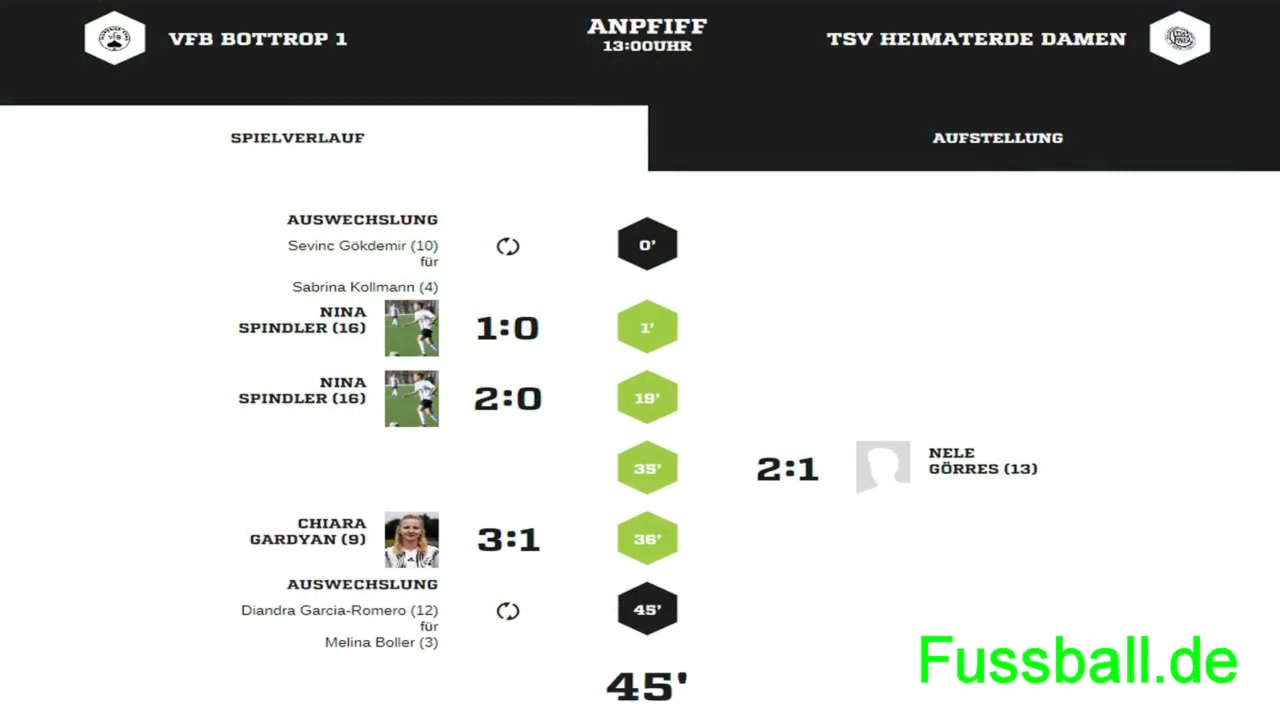 VFB BOTTROP 1
ANPFIFF
13:00UHR
TSV HEIMATERDE DAMEN
SPIELVERLAUF
AUFSTELLUNG
AUSWECHSLUNG
Sevinc Gökdemir (10)
für
Sabrina Kollmann (4)
0'
NINA
SPINDLER (16)
1:0
1'
NINA
SPINDLER (16)
2:0
19'
35'
2:1
NELE
GÖRRES (13)
CHIARA
GARDYAN (9)
3:1
36'
AUSWECHSLUNG
Diandra Garcia-Romero (12)
für
Melina Boller (3)
45'
45'
Fussball.de